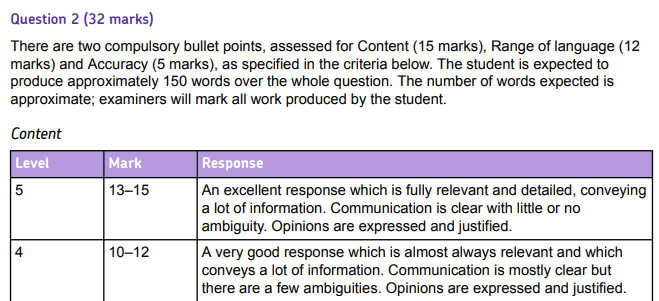 Question 2 (32 marks)
There are two compulsory bullet points, assessed for Content (15 marks), Range of language (12
marks) and Accuracy (5 marks), as specified in the criteria below. The student is expected to
produce approximately 150 words over the whole question. The number of words expected is
approximate; examiners will mark all work produced by the student.
Content
Level Mark Response
5 13–15 An excellent response which is fully relevant and detailed, conveying
a lot of information. Communication is clear with little or no
ambiguity. Opinions are expressed and justified.
4 10–12 A very good response which is almost always relevant and which
conveys a lot of information. Communication is mostly clear but
there are a few ambiguities. Opinions are expressed and justified.